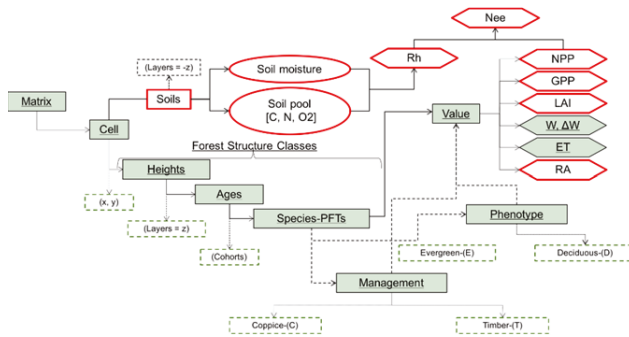 Nee
(Layers = -z)
Soil moisture
Rh
NPP
GPP
Matrix
Soils
Soil pool
[C, N, O2]
LAI
Value
W, ΔW
Cell
Forest Structure Classes
ET
Heights
RA
Ages
(x, y)
Species-PFTs
Phenotype
(Layers = z)
(Cohorts)
Evergreen-(E)
Deciduous-(D)
Management
Coppice-(C)
Timber-(T)